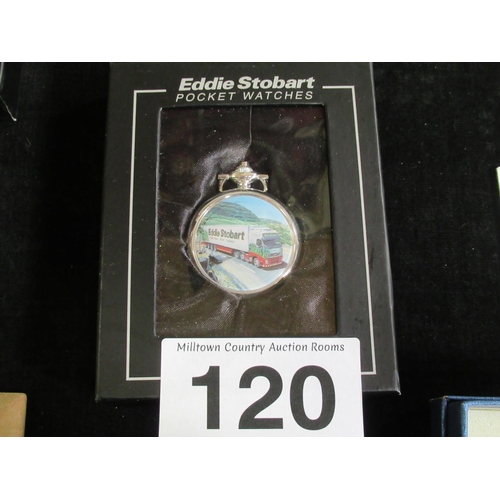 Eddie Stobart
POCKET WATCHES
Eddie Stobart
Milltown Country Auction Rooms
120